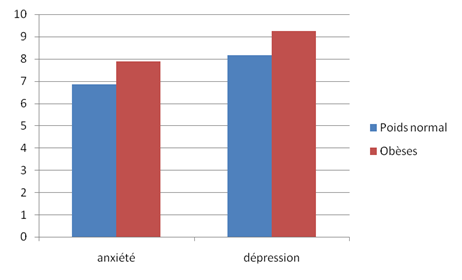 10
9
8
7
6
5
4
3
2
1
0
anxiété
dépression
Poids normal
Obèses